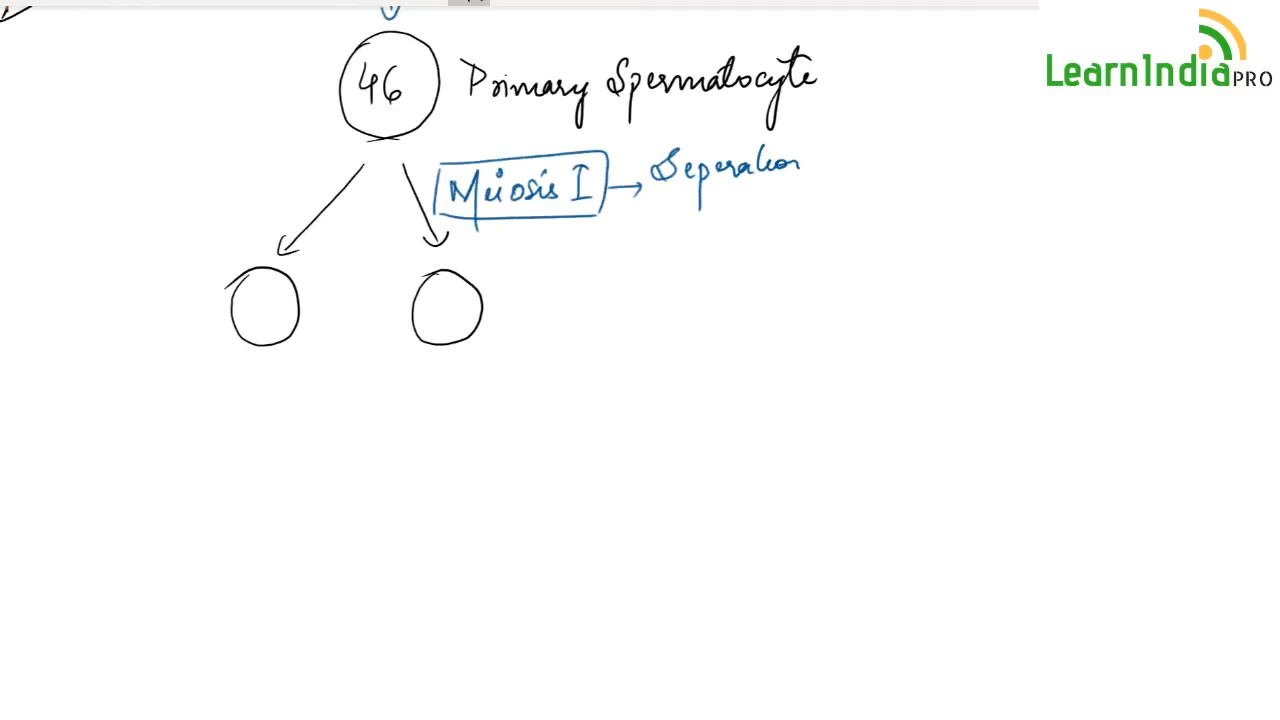 46 Primary Spermatocyte
LearnIndia PRO
Meiosis I → Seperation